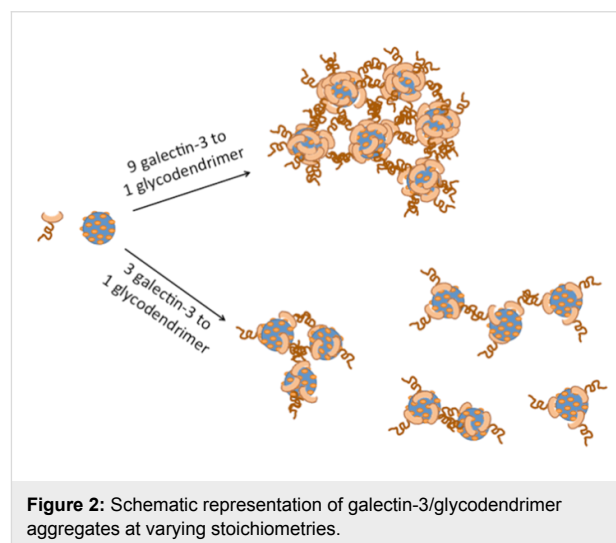 9 galectin-3 to
1 glycodendrimer
3 galectin-3 to
1 glycodendrimer
Figure 2: Schematic representation of galectin-3/glycodendrimer
aggregates at varying stoichiometries.